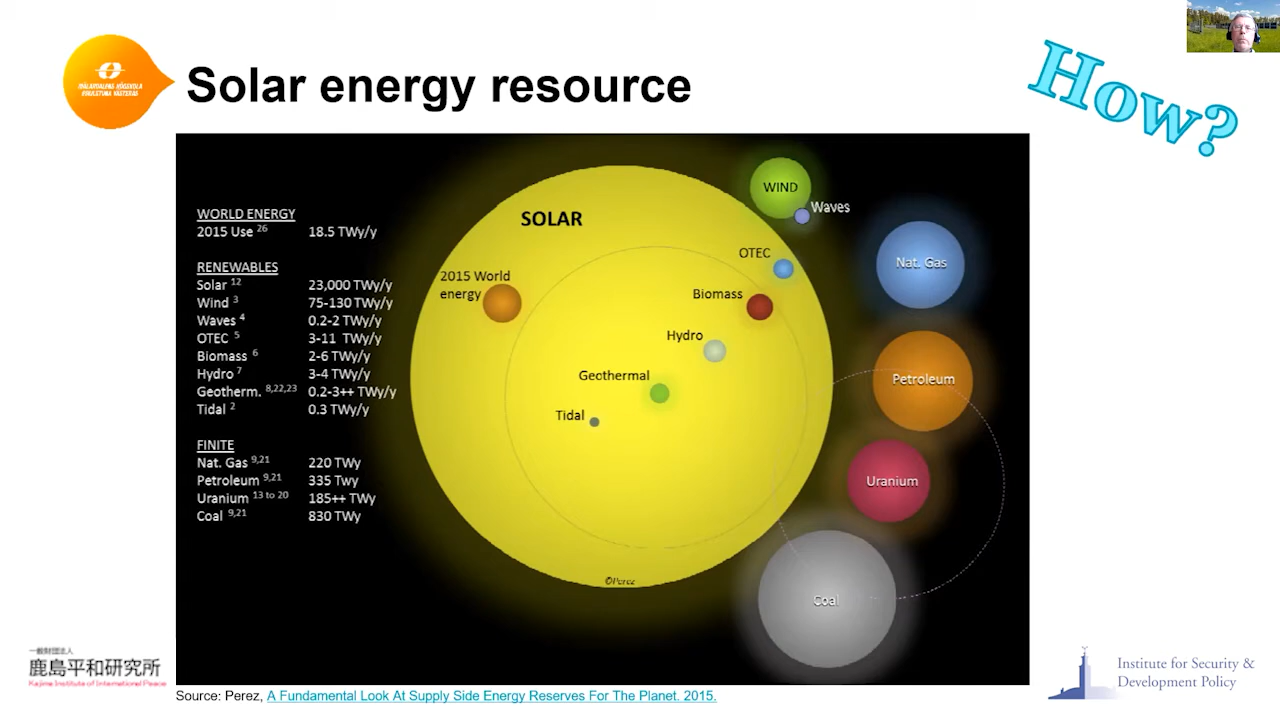 MÄLARDALENS HÖGSKOLA
ESKILSTUNA VÄSTERÅS
Solar energy resource
How?
WORLD ENERGY
2015 Use 26 18.5 TWy/y
RENEWABLES
Solar 12 23,000 TWy/y
Wind 3 75-130 TWy/y
Waves 4 0.2-2 TWy/y
OTEC 5 3-11 TWy/y
Biomass 6 2-6 TWy/y
Hydro 7 3-4 TWy/y
Geotherm. 8,22,23 0.2-3++ TWy/y
Tidal 2 0.3 TWy/y
FINITE
Nat. Gas 9,21 220 TWy
Petroleum 9,21 335 Twy
Uranium 13 to 20 185++ TWy
Coal 9,21 830 TWy
SOLAR
2015 World
energy
WIND
Waves
OTEC
Biomass
Hydro
Geothermal
Tidal
Nat. Gas
Petroleum
Uranium
Coal
©Perez
一般財団法人
鹿島平和研究所
Kajima Institute of International Peace
Source: Perez, A Fundamental Look At Supply Side Energy Reserves For The Planet. 2015.
Institute for Security &
Development Policy